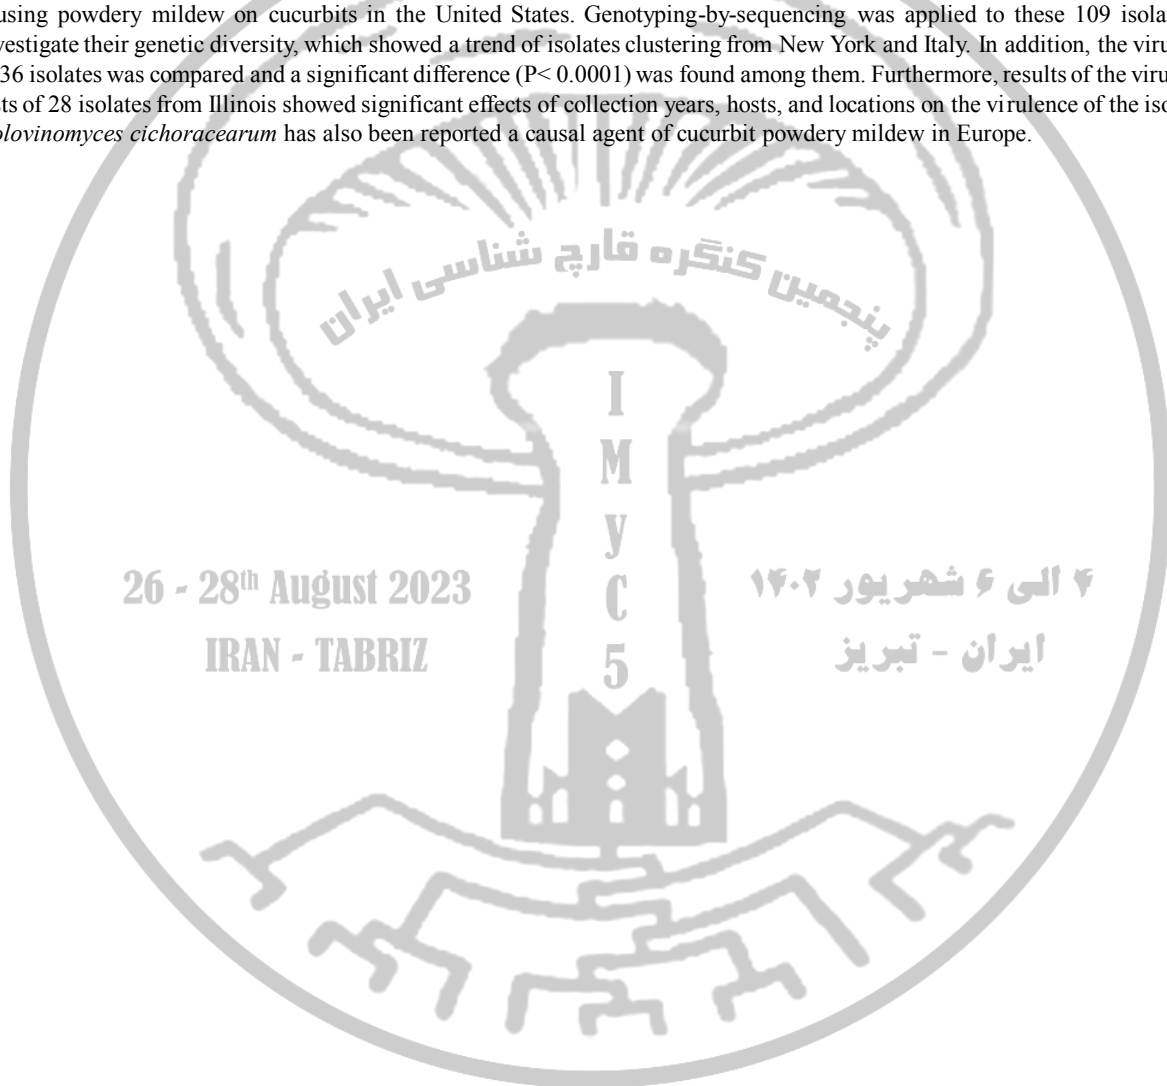 using powdery mildew on cucurbits in the United States. Genotyping-by-sequencing was applied to these 109 isola
vestigate their genetic diversity, which showed a trend of isolates clustering from New York and Italy. In addition, the viru
36 isolates was compared and a significant difference (P< 0.0001) was found among them. Furthermore, results of the viru
sts of 28 isolates from Illinois showed significant effects of collection years, hosts, and locations on the virulence of the iso
olovinomyces cichoracearum has also been reported a causal agent of cucurbit powdery mildew in Europe.
پنجمین کنگره قارچ شناسی ایران
I
M
y
C
5
26 - 28th August 2023
IRAN - TABRIZ
۴ الی ۶ شهریور ۱۴۰۲
ایران - تبریز